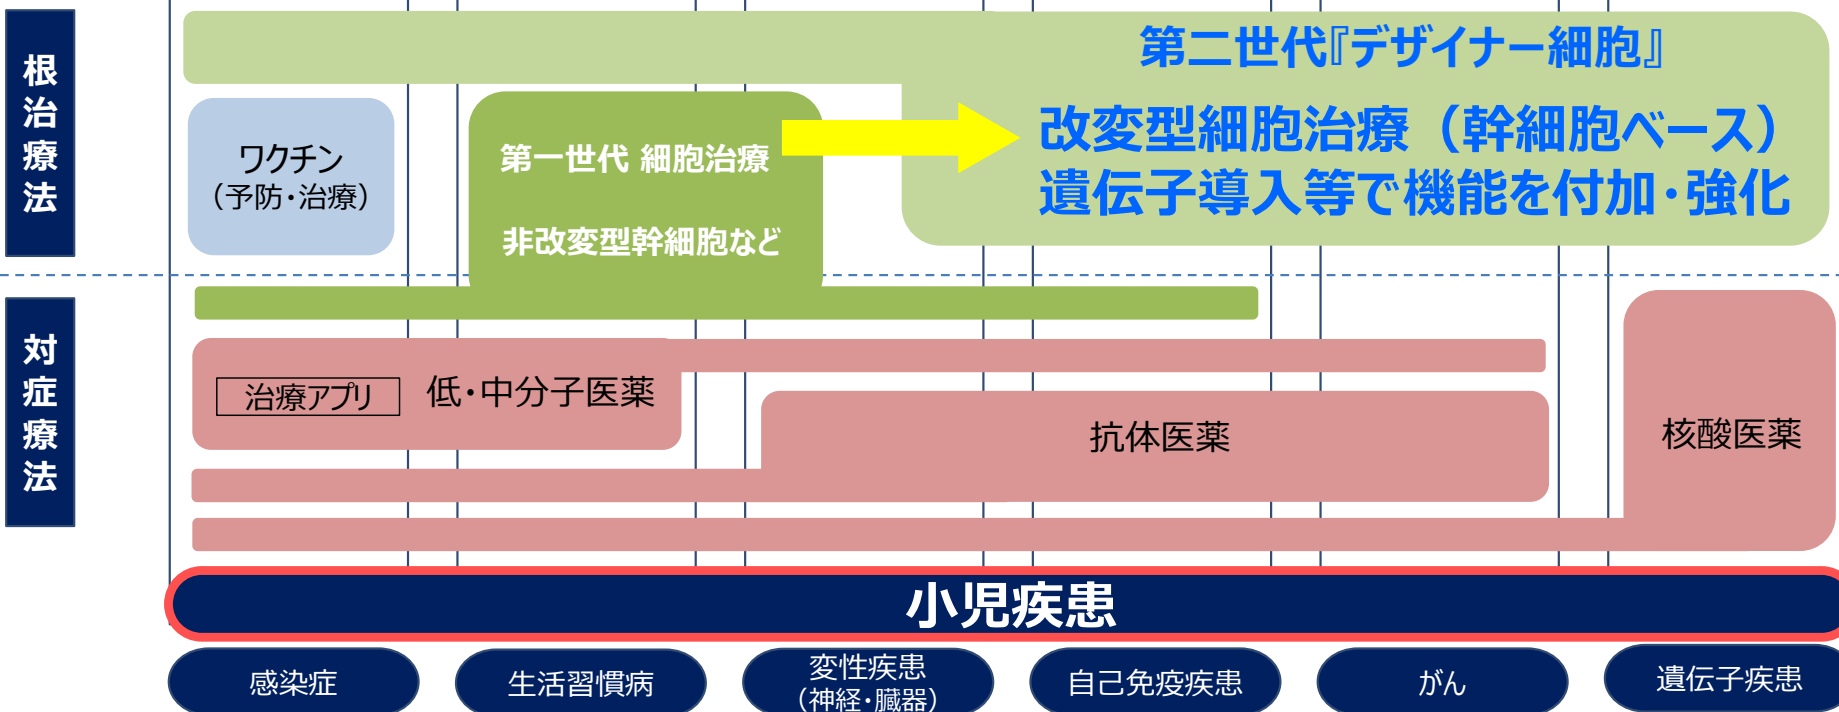 根治療法
第二世代『デザイナー細胞』
改変型細胞治療（幹細胞ベース）
遺伝子導入等で機能を付加・強化
ワクチン
（予防・治療）
第一世代 細胞治療
非改変型幹細胞など
対症療法
治療アプリ
低・中分子医薬
抗体医薬
核酸医薬
小児疾患
感染症
生活習慣病
変性疾患
（神経・臓器）
自己免疫疾患
がん
遺伝子疾患